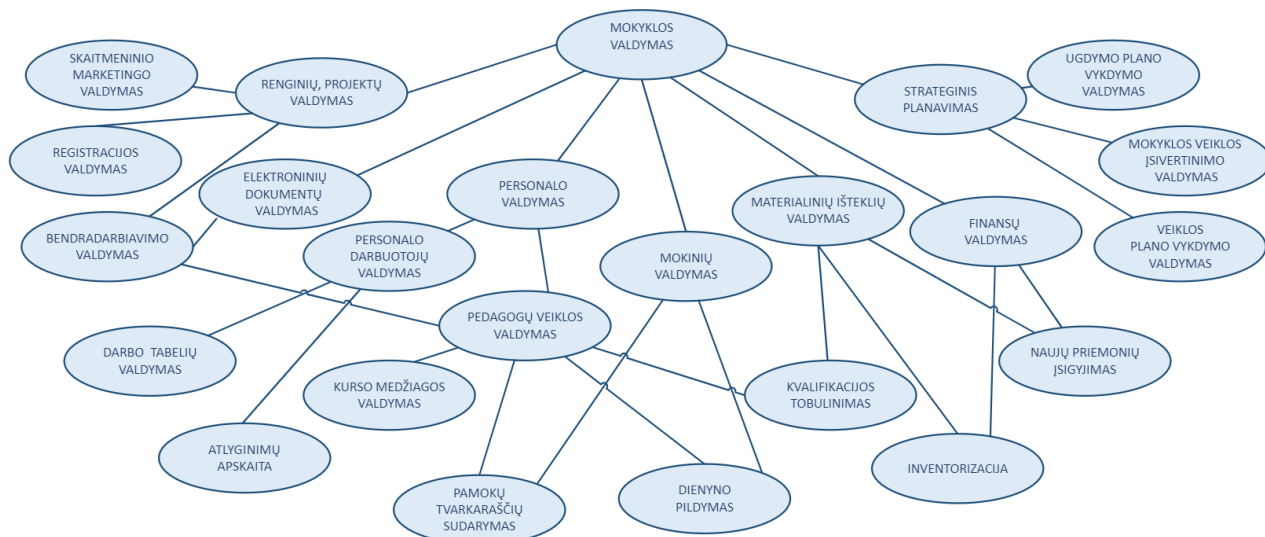 MOKYKLOS
VALDYMAS
SKAITMENINIO
MARKETINGO
VALDYMAS
RENGINIŲ, PROJEKTŲ
VALDYMAS
STRATEGINIS
PLANAVIMAS
UGDYMO PLANO
VYKDYMO
VALDYMAS
REGISTRACIJOS
VALDYMAS
ELEKTRONINIŲ
DOKUMENTŲ
VALDYMAS
PERSONALO
VALDYMAS
MOKYKLOS VEIKLOS
ĮSIVERTINIMO
VALDYMAS
MATERIALINIŲ IŠTEKLIŲ
VALDYMAS
FINANSŲ
VALDYMAS
BENDRADARBIAVIMO
VALDYMAS
PERSONALO
DARBUOTOJŲ
VALDYMAS
MOKINIŲ
VALDYMAS
VEIKLOS
PLANO VYKDYMO
VALDYMAS
PEDAGOGŲ VEIKLOS
VALDYMAS
DARBO TABELIŲ
VALDYMAS
KURSO MEDŽIAGOS
VALDYMAS
KVALIFIKACIJOS
TOBULINIMAS
NAUJŲ PRIEMONIŲ
ĮSIGYJIMAS
ATLYGINIMŲ
APSKAITA
PAMOKŲ
TVARKARAŠČIŲ
SUDARYMAS
DIENYNO
PILDYMAS
INVENTORIZACIJA